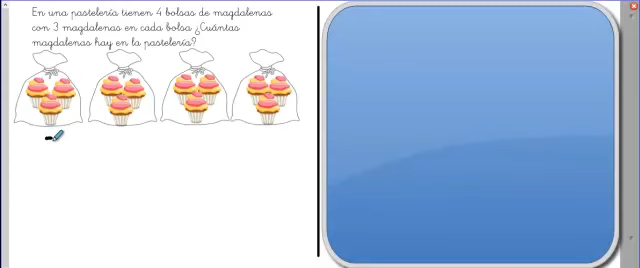 En una pastelería tienen 4 bolsas de magdalenas
con 3 magdalenas en cada bolsa ¿Cuántas
magdalenas hay en la pastelería?